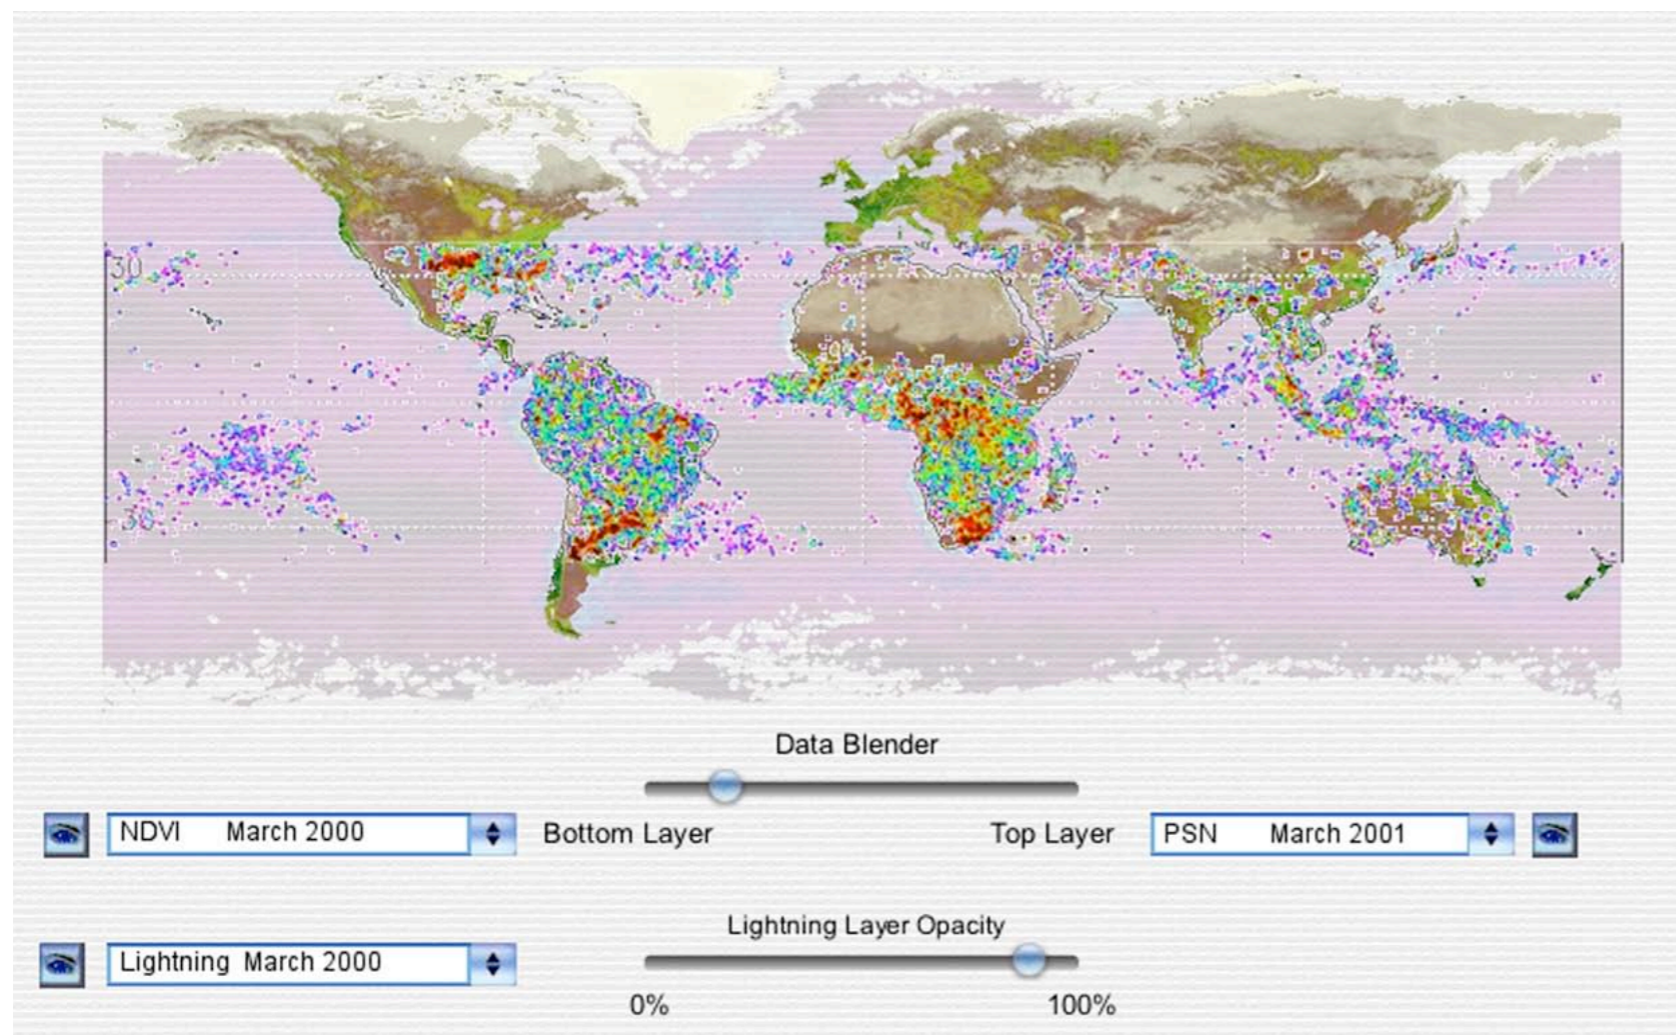 30
-30
Data Blender
NDVI March 2000
Bottom Layer
Top Layer
PSN March 2001
Lightning Layer Opacity
Lightning March 2000
0%
100%